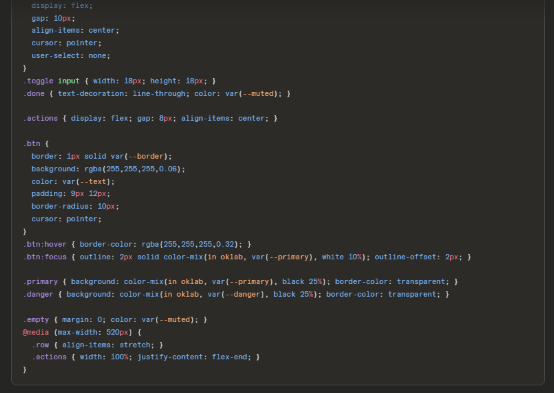 display: flex;
gap: 10px;
align-items: center;
cursor: pointer;
user-select: none;
}
.toggle input { width: 18px; height: 18px; }
.done { text-decoration: line-through; color: var(--muted); }
.actions { display: flex; gap: 8px; align-items: center; }
.btn {
border: 1px solid var(--border);
background: rgba(255,255,255,0.06);
color: var(--text);
padding: 9px 12px;
border-radius: 10px;
cursor: pointer;
}
.btn:hover { border-color: rgba(255,255,255,0.32); }
.btn:focus { outline: 2px solid color-mix(in oklab, var(--primary), white 10%); outline-offset: 2px; }
.primary { background: color-mix(in oklab, var(--primary), black 25%); border-color: transparent; }
.danger { background: color-mix(in oklab, var(--danger), black 25%); border-color: transparent; }
.empty { margin: 0; color: var(--muted); }
@media (max-width: 520px) {
.row { align-items: stretch; }
.actions { width: 100%; justify-content: flex-end; }
}